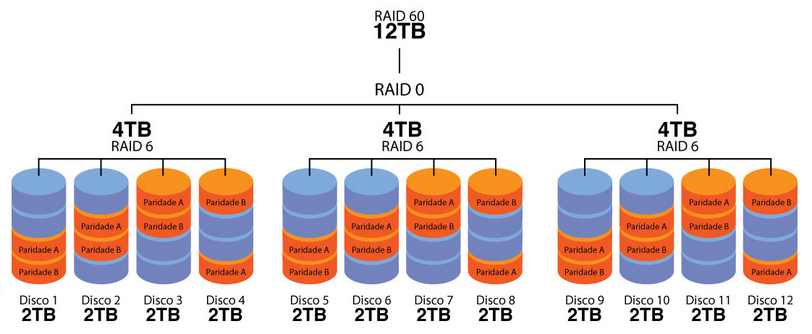 RAID 60
12TB
RAID 0
4TB
RAID 6
4TB
RAID 6
4TB
RAID 6
Paridade A
Paridade B
Paridade A
Paridade B
Paridade A
Paridade B
Paridade B
Paridade A
Paridade A
Paridade B
Paridade A
Paridade B
Paridade A
Paridade B
Paridade B
Paridade A
Paridade A
Paridade B
Paridade A
Paridade B
Paridade A
Paridade B
Paridade B
Paridade A
Disco 1
2TB
Disco 2
2TB
Disco 3
2TB
Disco 4
2TB
Disco 5
2TB
Disco 6
2TB
Disco 7
2TB
Disco 8
2TB
Disco 9
2TB
Disco 10
2TB
Disco 11
2TB
Disco 12
2TB